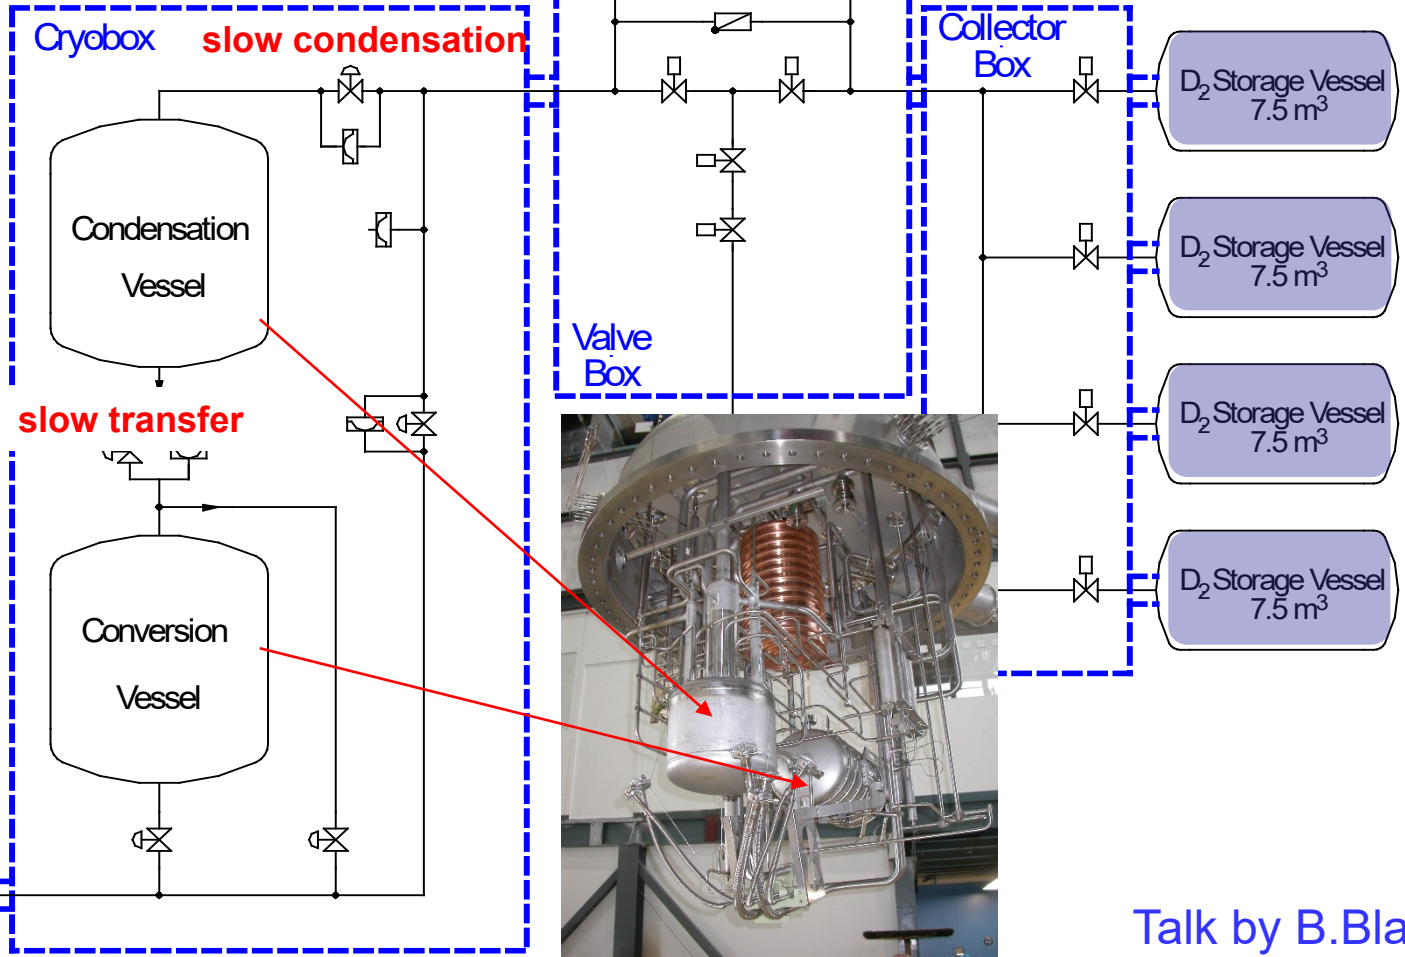 Cryobox
slow condensation
Collector
Box
D2 Storage Vessel
7.5 m3
Condensation
Vessel
D2 Storage Vessel
7.5 m3
Valve
Box
slow transfer
D2 Storage Vessel
7.5 m3
Conversion
Vessel
D2 Storage Vessel
7.5 m3
Talk by B.Bla